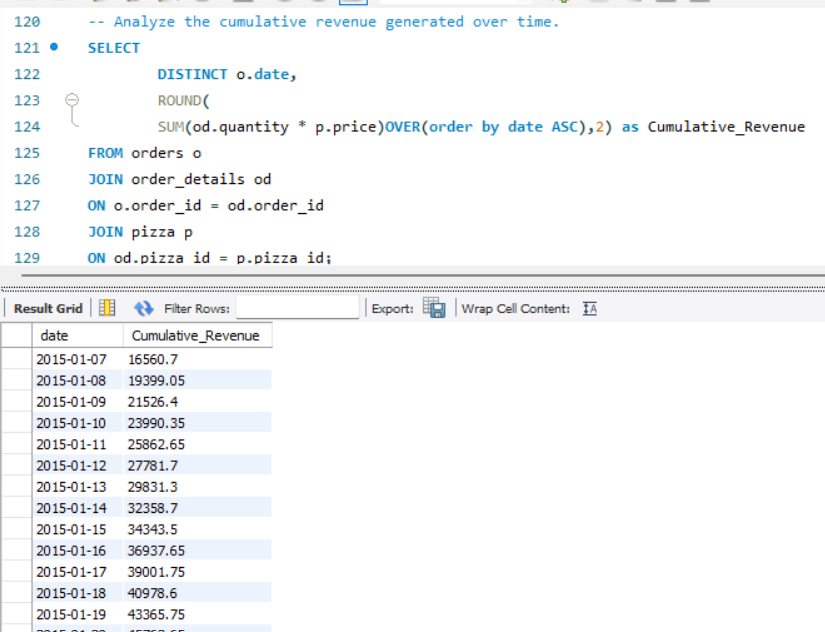 120 -- Analyze the cumulative revenue generated over time.
121 SELECT
122 DISTINCT o.date,
123 ROUND(
124 SUM(od.quantity * p.price)OVER(order by date ASC),2) as Cumulative_Revenue
125 FROM orders o
126 JOIN order_details od
127 ON o.order_id = od.order_id
128 JOIN pizza p
129 ON od.pizza_id = p.pizza_id;
Result Grid Filter Rows: Export: Wrap Cell Content: IA
date Cumulative_Revenue
2015-01-07 16560.7
2015-01-08 19399.05
2015-01-09 21526.4
2015-01-10 23990.35
2015-01-11 25862.65
2015-01-12 27781.7
2015-01-13 29831.3
2015-01-14 32358.7
2015-01-15 34343.5
2015-01-16 36937.65
2015-01-17 39001.75
2015-01-18 40978.6
2015-01-19 43365.75